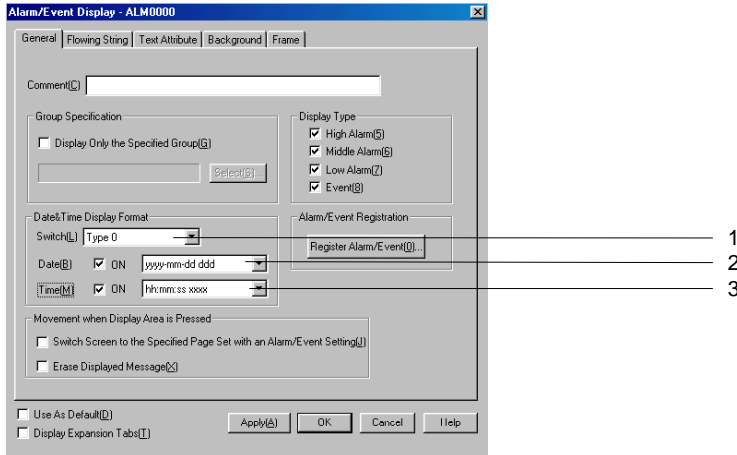 Alarm/Event Display - ALM0000
General Flowing String Text Attribute Background Frame
Comment(C)
Group Specification
Display Only the Specified Group(G)
Select(S)...
Display Type
High Alarm(5)
Middle Alarm(6)
Low Alarm(7)
Event(8)
Date&Time Display Format
Switch(L) Type 0
Date(B) ON yyyy-mm-dd ddd
Time(M) ON hh:mm:ss xxxx
Alarm/Event Registration
Register Alarm/Event(0)...
1
2
3
Movement when Display Area is Pressed
Switch Screen to the Specified Page Set with an Alarm/Event Setting(J)
Erase Displayed Message(X)
Use As Default(D)
Display Expansion Tabs(T)
Apply(A) OK Cancel Help